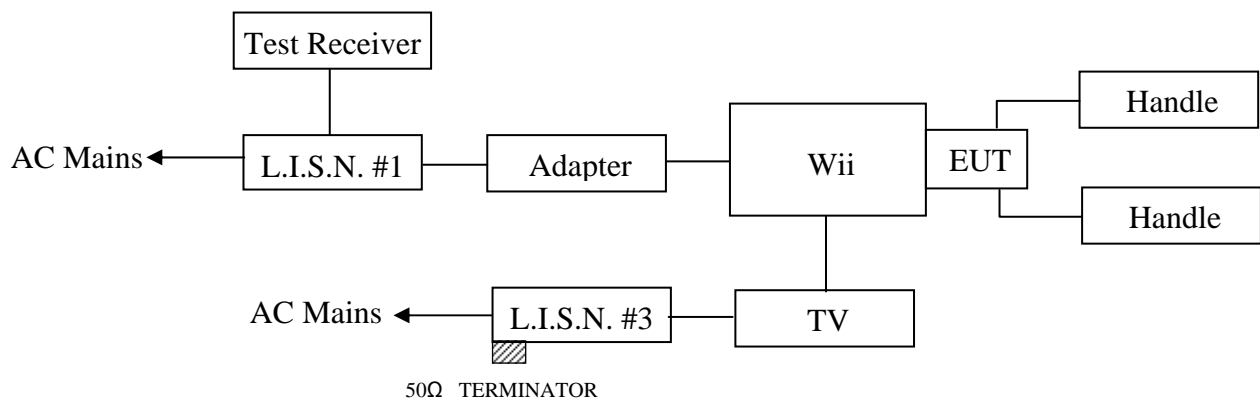 Test Receiver
Handle
AC Mains
L.I.S.N. #1
Adapter
Wii
EUT
Handle
AC Mains
L.I.S.N. #3
TV
50Ω TERMINATOR